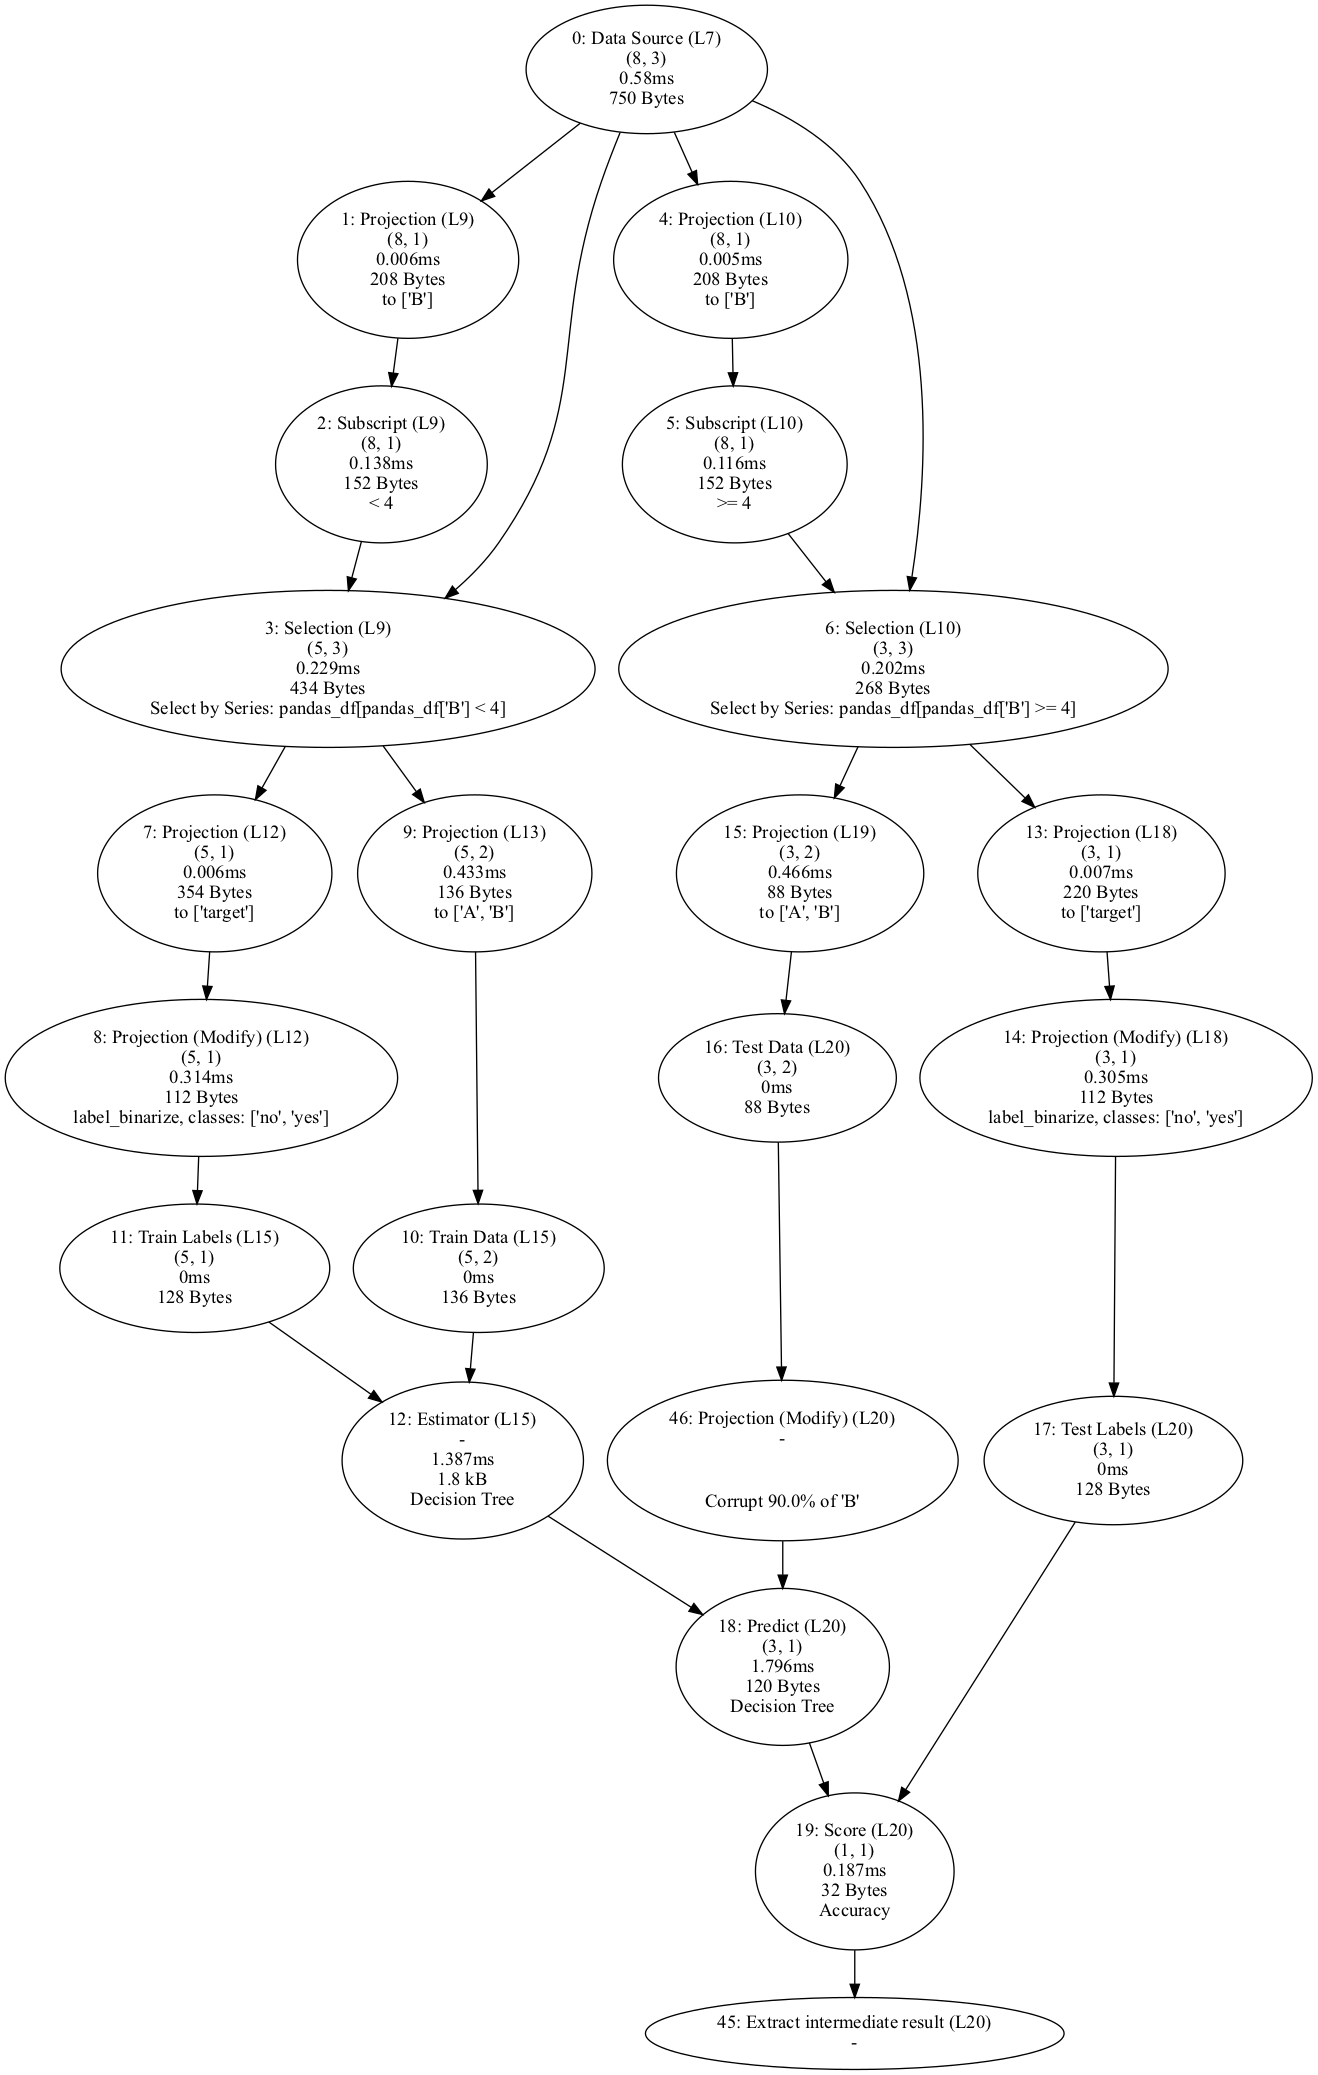 0: Data Source (L7)
(8, 3)
0.58ms
750 Bytes
1: Projection (L9)
(8, 1)
0.006ms
208 Bytes
to ['B']
4: Projection (L10)
(8, 1)
0.005ms
208 Bytes
to ['B']
2: Subscript (L9)
(8, 1)
0.138ms
152 Bytes
< 4
5: Subscript (L10)
(8, 1)
0.116ms
152 Bytes
>= 4
3: Selection (L9)
(5, 3)
0.229ms
434 Bytes
Select by Series: pandas_df[pandas_df['B'] < 4]
6: Selection (L10)
(3, 3)
0.202ms
268 Bytes
Select by Series: pandas_df[pandas_df['B'] >= 4]
7: Projection (L12)
(5, 1)
0.006ms
354 Bytes
to ['target']
9: Projection (L13)
(5, 2)
0.433ms
136 Bytes
to ['A', 'B']
15: Projection (L19)
(3, 2)
0.466ms
88 Bytes
to ['A', 'B']
13: Projection (L18)
(3, 1)
0.007ms
220 Bytes
to ['target']
8: Projection (Modify) (L12)
(5, 1)
0.314ms
112 Bytes
label_binarize, classes: ['no', 'yes']
16: Test Data (L20)
(3, 2)
0ms
88 Bytes
14: Projection (Modify) (L18)
(3, 1)
0.305ms
112 Bytes
label_binarize, classes: ['no', 'yes']
11: Train Labels (L15)
(5, 1)
0ms
128 Bytes
10: Train Data (L15)
(5, 2)
0ms
136 Bytes
12: Estimator (L15)
-
1.387ms
1.8 kB
Decision Tree
46: Projection (Modify) (L20)
-
Corrupt 90.0% of 'B'
17: Test Labels (L20)
(3, 1)
0ms
128 Bytes
18: Predict (L20)
(3, 1)
1.796ms
120 Bytes
Decision Tree
19: Score (L20)
(1, 1)
0.187ms
32 Bytes
Accuracy
45: Extract intermediate result (L20)
-